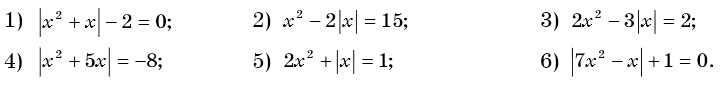 1) |x² + x| − 2 = 0; 2) x² − 2|x| = 15; 3) 2x² − 3|x| = 2;
4) |x² + 5x| = −8; 5) 2x² + |x| = 1; 6) |7x² − x| + 1 = 0.